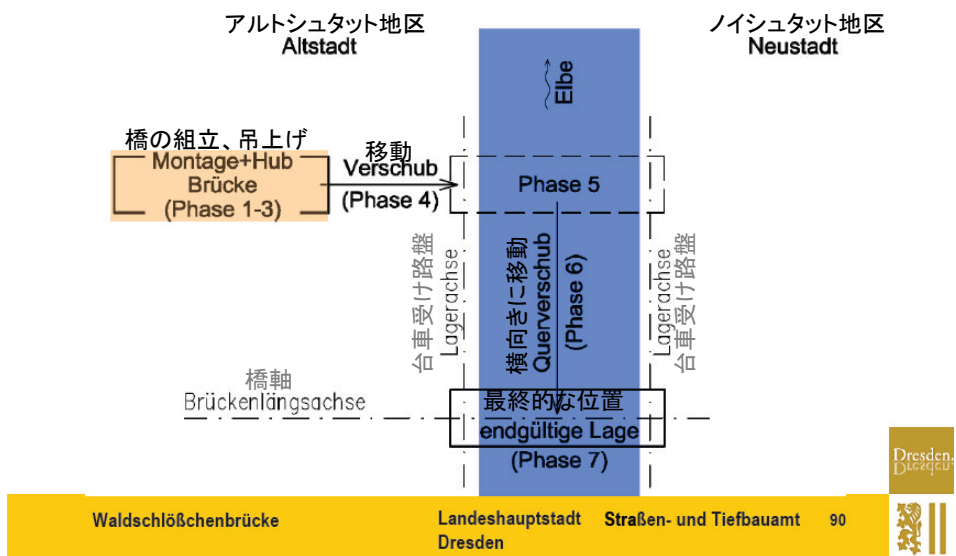 アルトシュタット地区
Altstadt
ノイシュタット地区
Neustadt
Elbe
橋の組立、吊上げ
Montage+Hub
Brücke
(Phase 1-3)
移動
Verschub
(Phase 4)
Phase 5
台車受け路盤
Lagerachse
横向きに移動
Querverschub
(Phase 6)
Lagerachse
台車受け路盤
橋軸
Brückenlängsachse
最終的な位置
endgültige Lage
(Phase 7)
Dresden.
Dresden.
Waldschlößchenbrücke
Landeshauptstadt
Dresden
Straßen- und Tiefbauamt
90